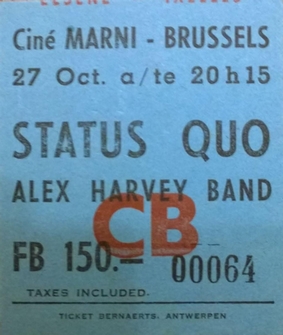 Ciné MARNI - BRUSSELS
27 Oct. a/te 20h15
STATUS QUO
ALEX HARVEY BAND
CB
FB 150.— 00064
TAXES INCLUDED.
TICKET BERNAERTS, ANTWERPEN